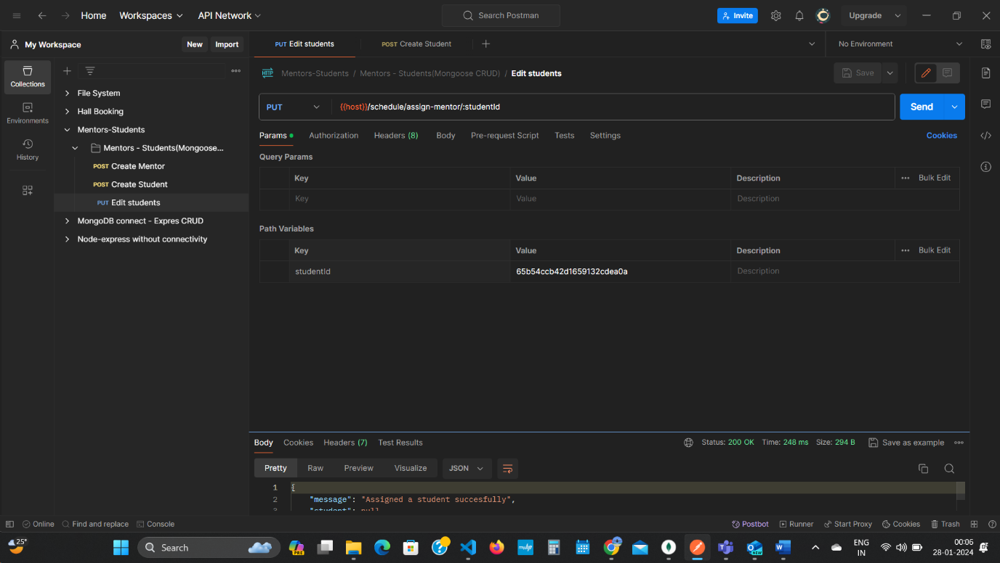 Home Workspaces API Network Search Postman Invite Upgrade
My Workspace New Import PUT Edit students POST Create Student No Environment
Collections
Environments
History
File System
Hall Booking
Mentors-Students
Mentors - Students(Mongoose...
POST Create Mentor
POST Create Student
PUT Edit students
MongoDB connect - Expres CRUD
Node-express without connectivity
HTTP Mentors-Students / Mentors - Students(Mongoose CRUD) / Edit students Save
PUT {{host}}/schedule/assign-mentor/:studentId Send
Params Authorization Headers (8) Body Pre-request Script Tests Settings Cookies
Query Params
Key Value Description Bulk Edit
Key Value Description
Path Variables
Key Value Description Bulk Edit
studentId 65b54ccb42d1659132cdea0a Description
Body Cookies Headers (7) Test Results Status: 200 OK Time: 248 ms Size: 294 B Save as example
Pretty Raw Preview Visualize JSON
1 {
2 "message": "Assigned a student succesfully",
3 "student": null
Online Find and replace Console Postbot Runner Start Proxy Cookies Trash
25° Search PRE myhp NEW ENG IN 00:06 28-01-2024